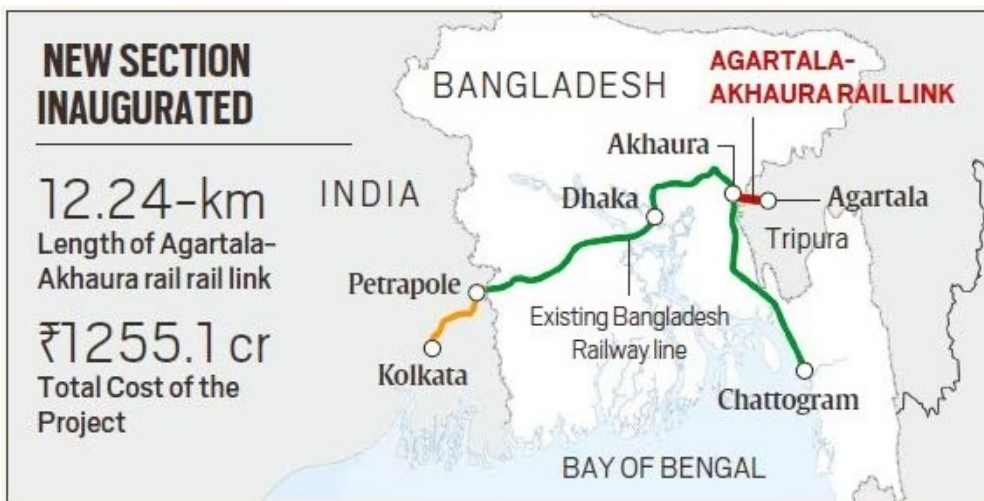 NEW SECTION
INAUGURATED
12.24-km
Length of Agartala-
Akhaura rail rail link
₹1255.1 cr
Total Cost of the
Project
BANGLADESH
AGARTALA-
AKHAURA RAIL LINK
Akhaura
INDIA
Dhaka
Agartala
Tripura
Petrapole
Existing Bangladesh
Railway line
Kolkata
Chattogram
BAY OF BENGAL